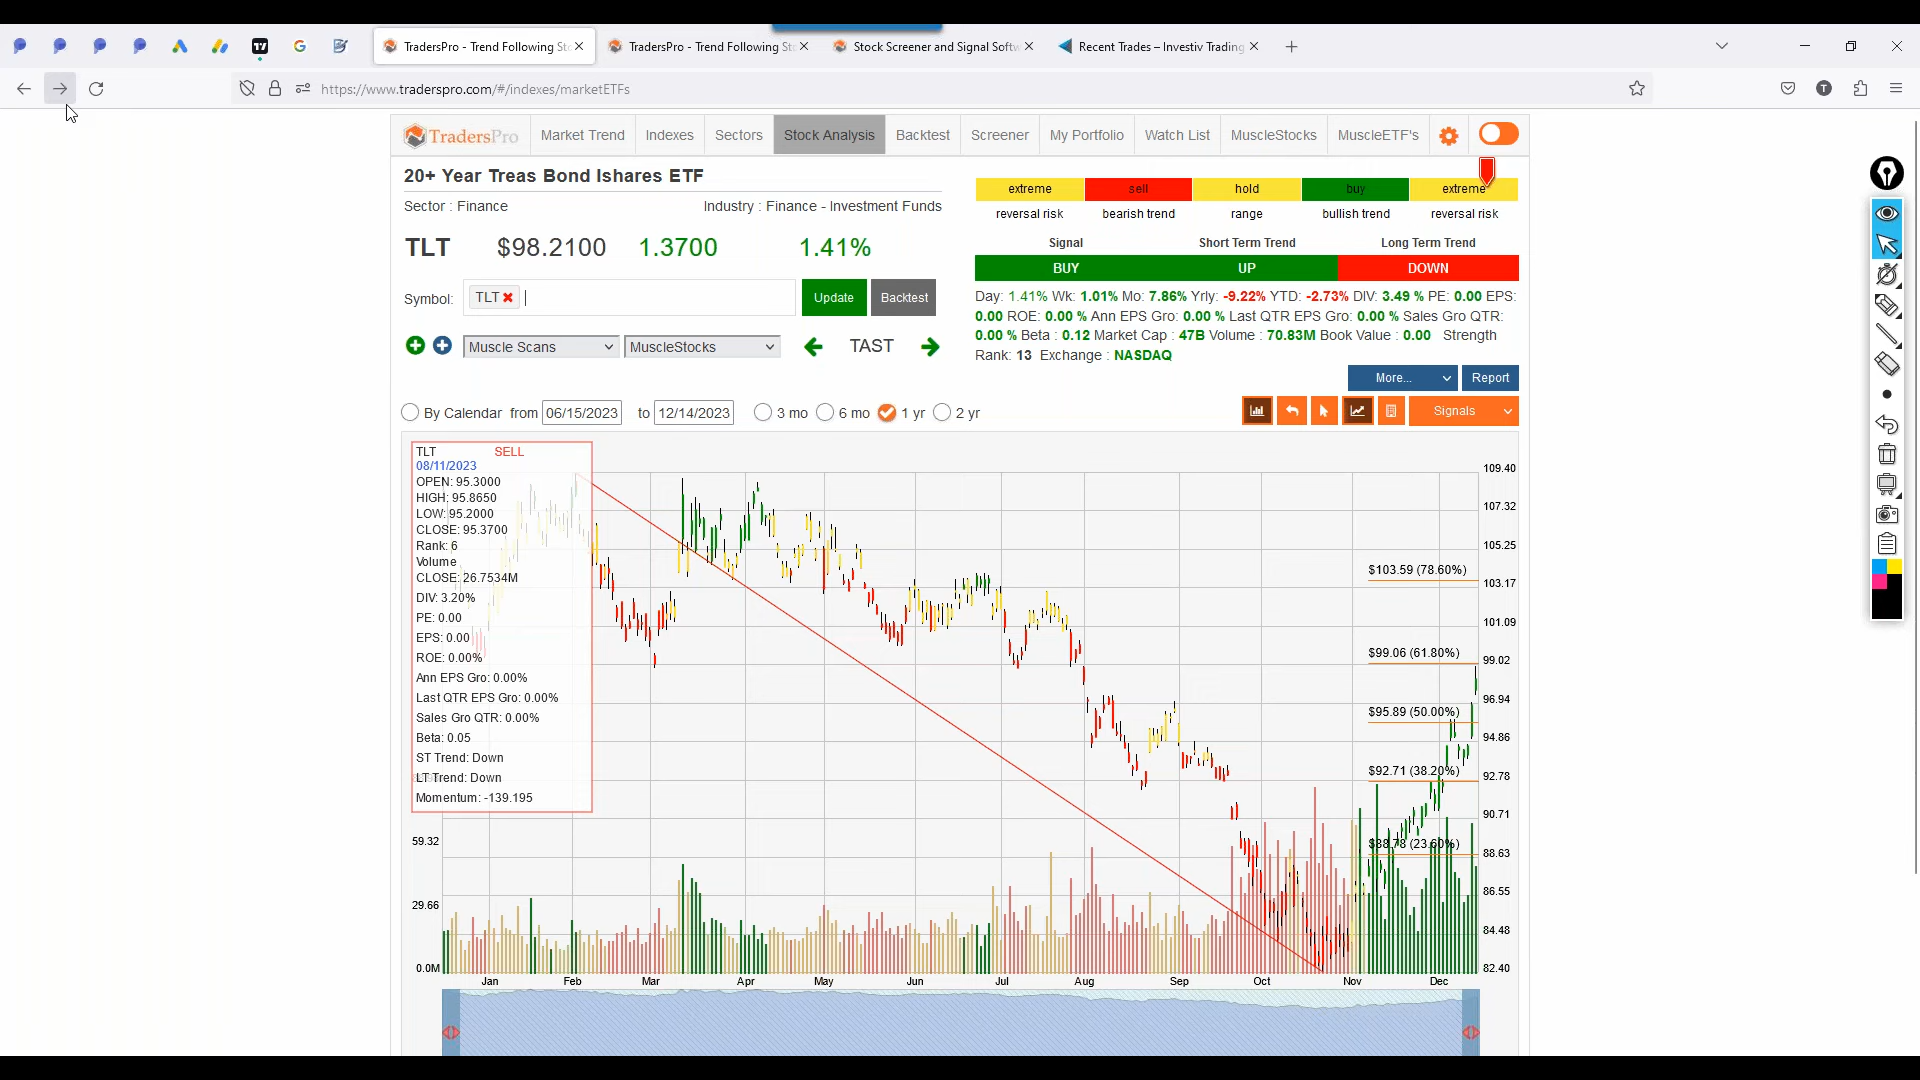 TradersPro - Trend Following Sto
TradersPro - Trend Following Sto
Stock Screener and Signal Softw
Recent Trades – Investiv Trading
https://www.traderspro.com/#/indexes/marketETFs
TradersPro
Market Trend
Indexes
Sectors
Stock Analysis
Backtest
Screener
My Portfolio
Watch List
MuscleStocks
MuscleETF's
20+ Year Treas Bond Ishares ETF
Sector : Finance
Industry : Finance - Investment Funds
TLT $98.2100 1.3700 1.41%
Symbol: TLT
Update
Backtest
Muscle Scans
MuscleStocks
TAST
extreme sell hold buy extreme
reversal risk bearish trend range bullish trend reversal risk
Signal Short Term Trend Long Term Trend
BUY UP DOWN
Day: 1.41% Wk: 1.01% Mo: 7.86% Yrly: -9.22% YTD: -2.73% DIV: 3.49 % PE: 0.00 EPS:
0.00 ROE: 0.00 % Ann EPS Gro: 0.00 % Last QTR EPS Gro: 0.00 % Sales Gro QTR:
0.00 % Beta : 0.12 Market Cap : 47B Volume : 70.83M Book Value : 0.00 Strength
Rank: 13 Exchange : NASDAQ
More...
Report
By Calendar from 06/15/2023 to 12/14/2023 3 mo 6 mo 1 yr 2 yr
Signals
TLT SELL
08/11/2023
OPEN: 95.3000
HIGH: 95.8650
LOW: 95.2000
CLOSE: 95.3700
Rank: 6
Volume
CLOSE: 26.7534M
DIV: 3.20%
PE: 0.00
EPS: 0.00
ROE: 0.00%
Ann EPS Gro: 0.00%
Last QTR EPS Gro: 0.00%
Sales Gro QTR: 0.00%
Beta: 0.05
ST Trend: Down
LT Trend: Down
Momentum: -139.195
59.32
29.66
0.0M
$103.59 (78.60%)
$99.06 (61.80%)
$95.89 (50.00%)
$92.71 (38.20%)
$88.78 (23.60%)
109.40
107.32
105.25
103.17
101.09
99.02
96.94
94.86
92.78
90.71
88.63
86.55
84.48
82.40
Jan Feb Mar Apr May Jun Jul Aug Sep Oct Nov Dec